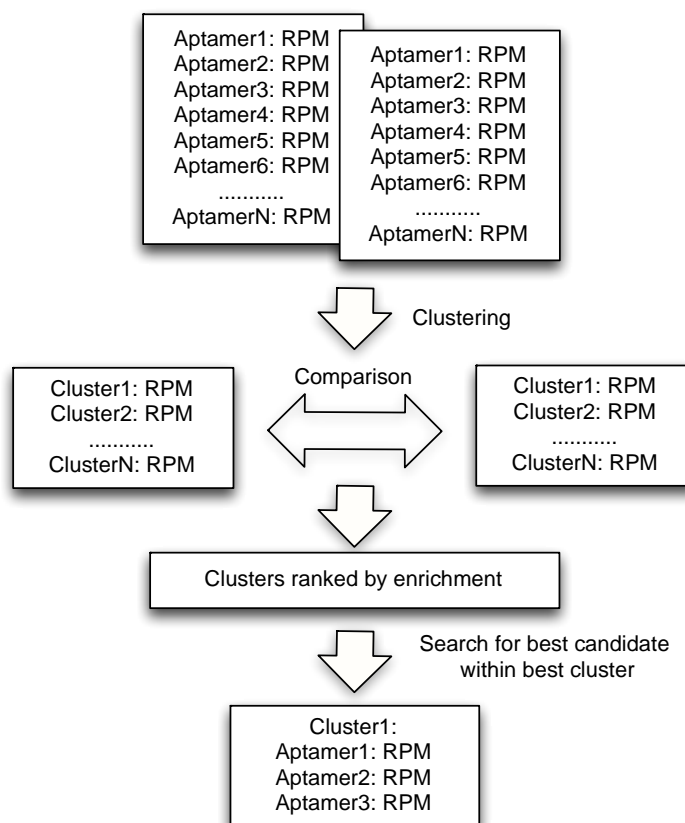 Aptamer1: RPM
Aptamer2: RPM
Aptamer3: RPM
Aptamer4: RPM
Aptamer5: RPM
Aptamer6: RPM
...........
AptamerN: RPM
Aptamer1: RPM
Aptamer2: RPM
Aptamer3: RPM
Aptamer4: RPM
Aptamer5: RPM
Aptamer6: RPM
...........
AptamerN: RPM
Clustering
Cluster1: RPM
Cluster2: RPM
...........
ClusterN: RPM
Comparison
Cluster1: RPM
Cluster2: RPM
...........
ClusterN: RPM
Clusters ranked by enrichment
Search for best candidate
within best cluster
Cluster1:
Aptamer1: RPM
Aptamer2: RPM
Aptamer3: RPM